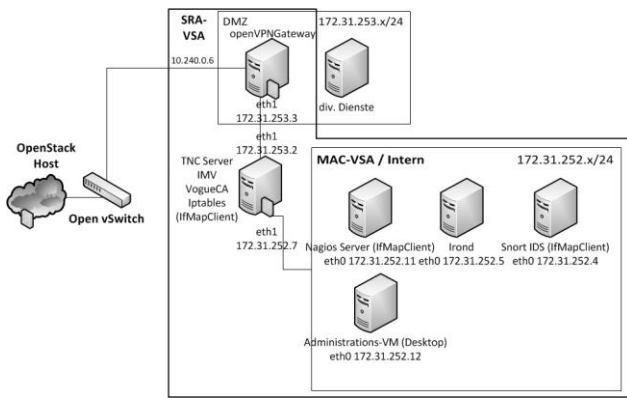 SRA-
VSA
DMZ
172.31.253.x/24
openVPNGateway
10.240.0.6
eth1
172.31.253.3
div. Dienste
eth1
172.31.253.2
OpenStack
Host
Open vSwitch
TNC Server
IMV
VogueCA
Iptables
(IfMapClient)
eth1
172.31.252.7
MAC-VSA / Intern
172.31.252.x/24
Nagios Server (IfMapClient)
eth0 172.31.252.11
Irond
eth0 172.31.252.5
Snort IDS (IfMapClient)
eth0 172.31.252.4
Administrations-VM (Desktop)
eth0 172.31.252.12